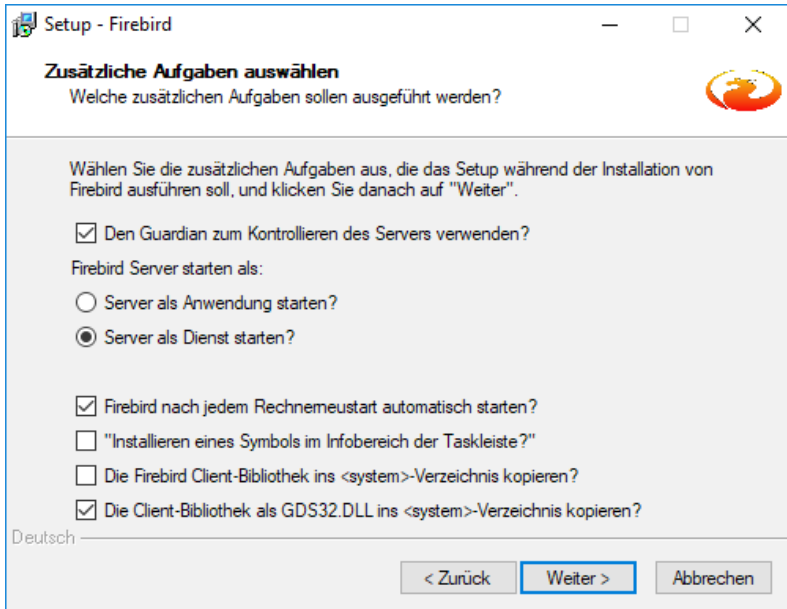 Setup - Firebird
Zusätzliche Aufgaben auswählen
Welche zusätzlichen Aufgaben sollen ausgeführt werden?
Wählen Sie die zusätzlichen Aufgaben aus, die das Setup während der Installation von
Firebird ausführen soll, und klicken Sie danach auf "Weiter".
Den Guardian zum Kontrollieren des Servers verwenden?
Firebird Server starten als:
Server als Anwendung starten?
Server als Dienst starten?
Firebird nach jedem Rechnerneustart automatisch starten?
"Installieren eines Symbols im Infobereich der Taskleiste?"
Die Firebird Client-Bibliothek ins <system>-Verzeichnis kopieren?
Die Client-Bibliothek als GDS32.DLL ins <system>-Verzeichnis kopieren?
Deutsch
< Zurück Weiter > Abbrechen